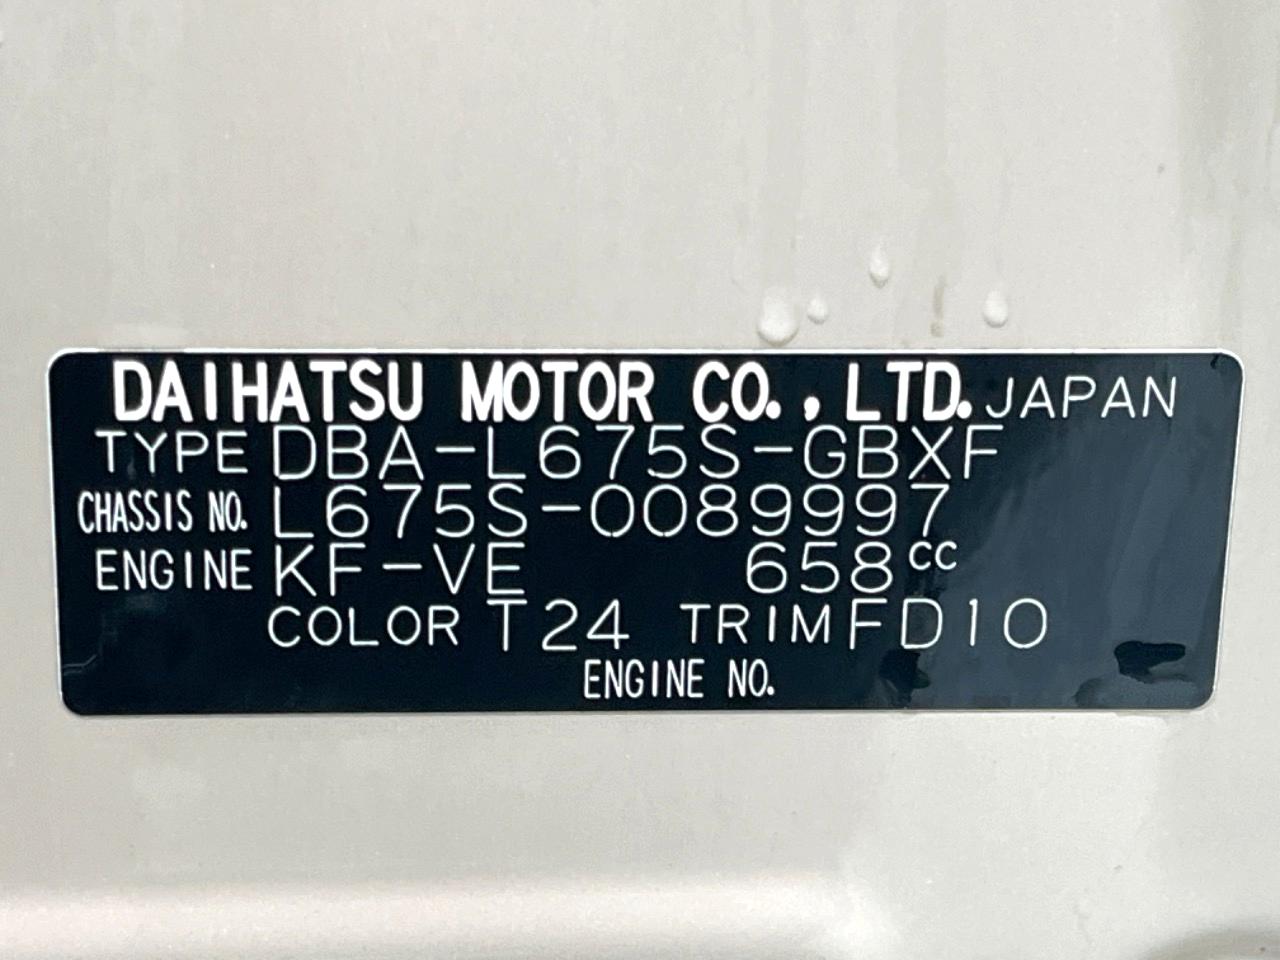 DAIHATSU MOTOR CO., LTD. JAPAN
TYPE DBA-L675S-GBXF
CHASSIS NO. L675S-0089997
ENGINE KF-VE 658cc
COLOR T24 TRIM FD10
ENGINE NO.